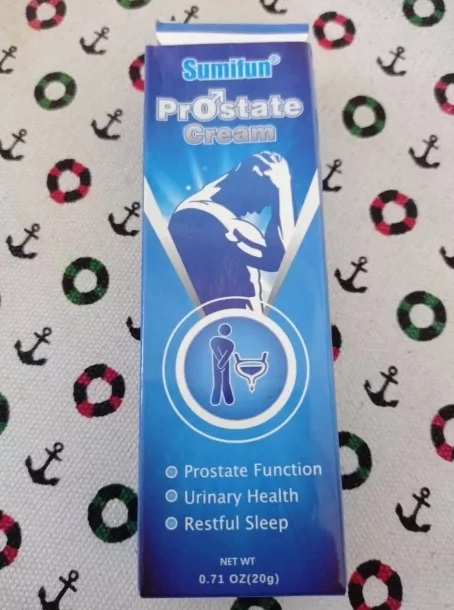 Sumifun®
Prostate
Cream
Prostate Function
Urinary Health
Restful Sleep
NET WT
0.71 OZ(20g)